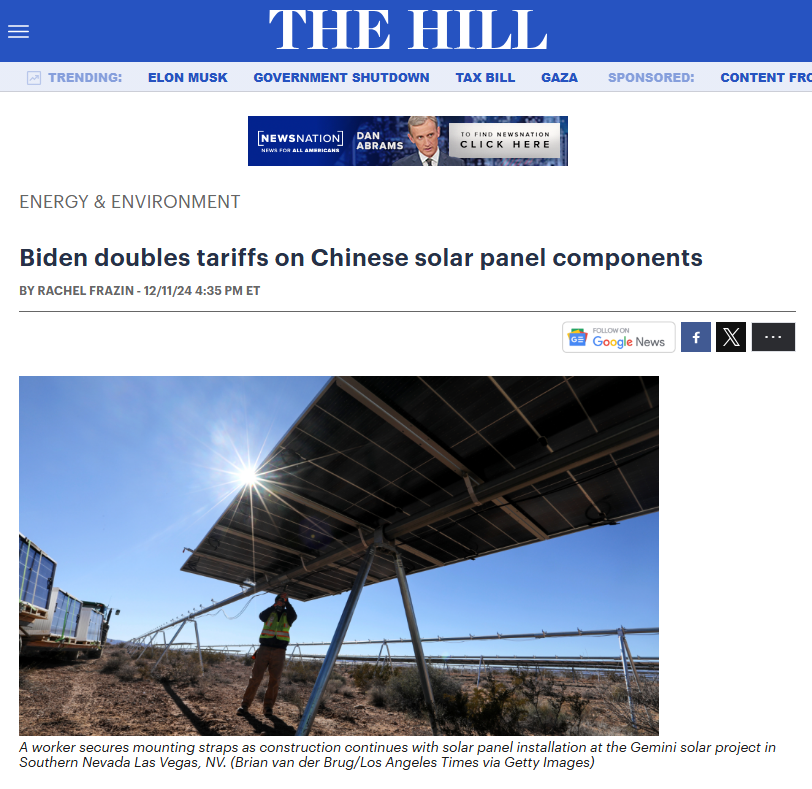 THE HILL
TRENDING: ELON MUSK GOVERNMENT SHUTDOWN TAX BILL GAZA SPONSORED: CONTENT FRO
[NEWSNATION]
NEWS FOR ALL AMERICANS
DAN
ABRAMS
TO FIND NEWSNATION
CLICK HERE
ENERGY & ENVIRONMENT
Biden doubles tariffs on Chinese solar panel components
BY RACHEL FRAZIN - 12/11/24 4:35 PM ET
GE
FOLLOW ON
Google News
f
X
...
A worker secures mounting straps as construction continues with solar panel installation at the Gemini solar project in
Southern Nevada Las Vegas, NV. (Brian van der Brug/Los Angeles Times via Getty Images)